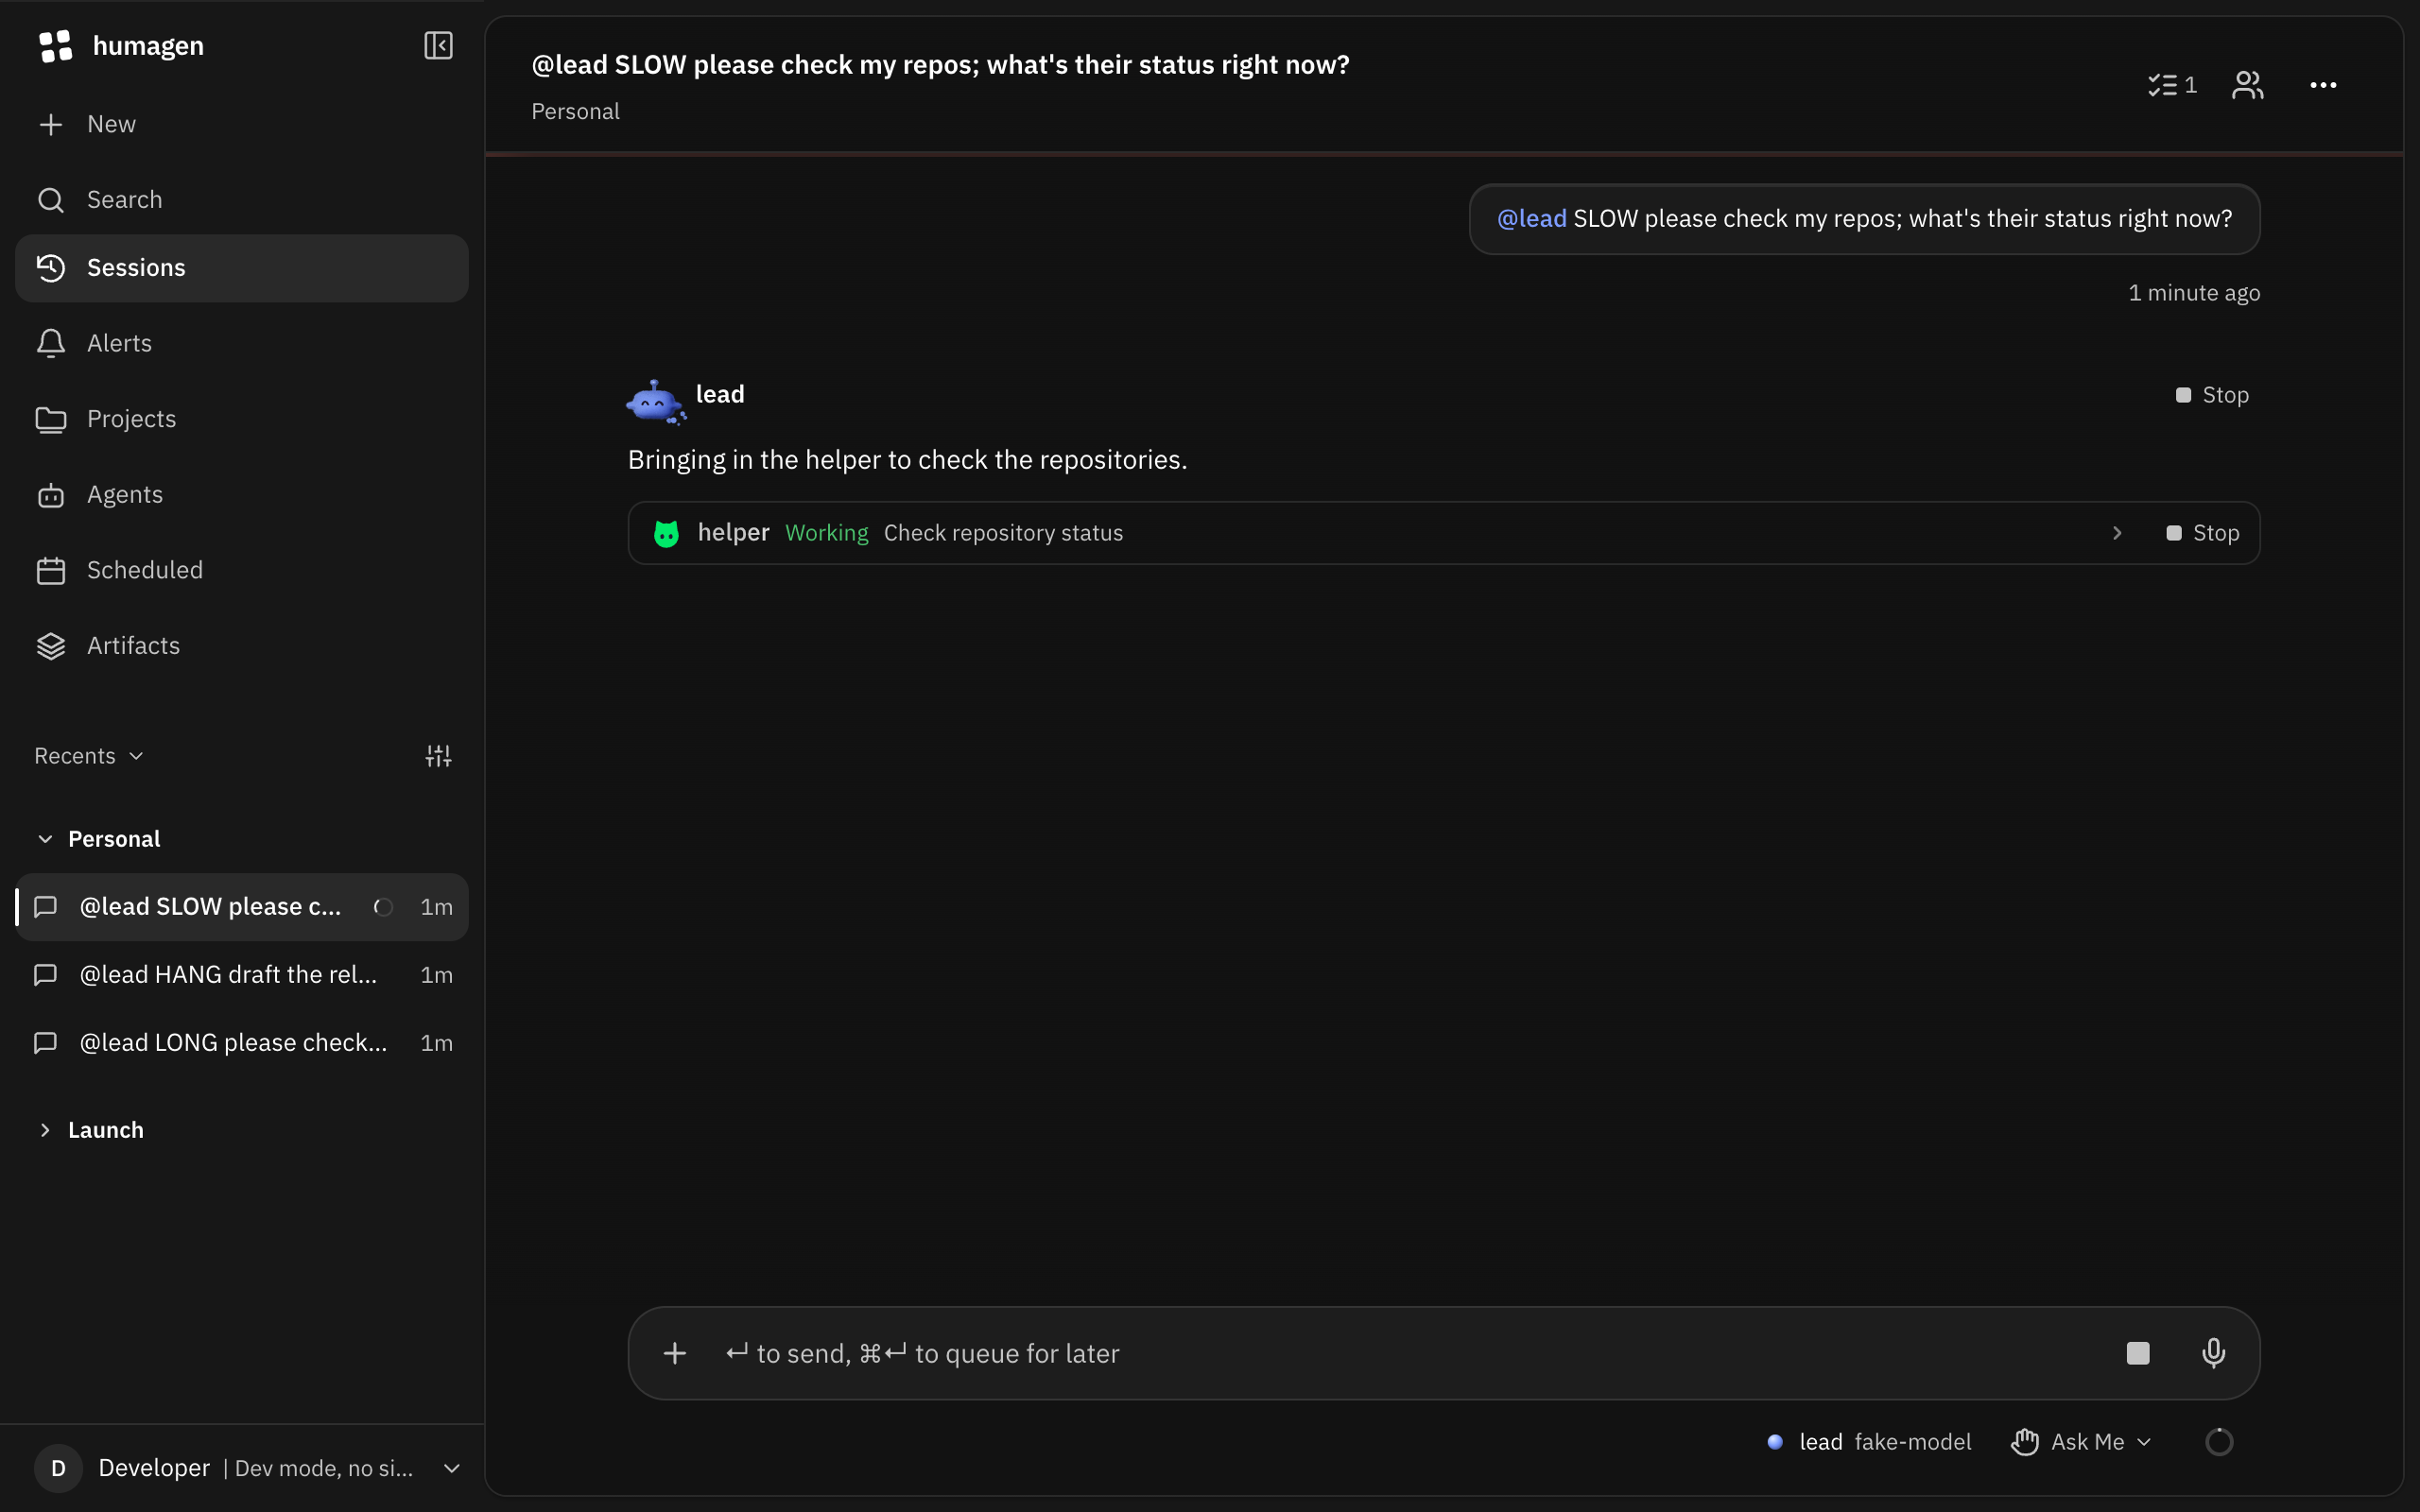 humagen
New
Search
Sessions
Alerts
Projects
Agents
Scheduled
Artifacts
Recents
Personal
@lead SLOW please c... 1m
@lead HANG draft the rel... 1m
@lead LONG please check... 1m
Launch
D Developer | Dev mode, no si...
@lead SLOW please check my repos; what's their status right now?
Personal
1
@lead SLOW please check my repos; what's their status right now?
1 minute ago
lead
Stop
Bringing in the helper to check the repositories.
helper Working Check repository status
Stop
↵ to send, ⌘↵ to queue for later
lead fake-model Ask Me